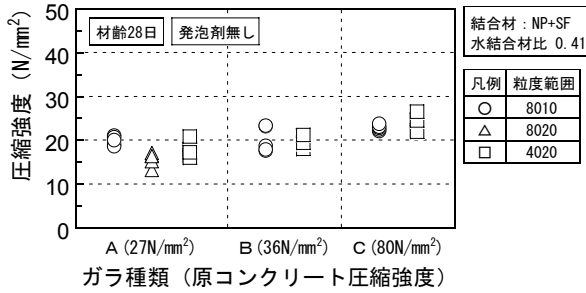 圧縮強度 (N/mm²)
50
40
30
20
10
0
材齢28日
発泡剤無し
A (27N/mm²)
B (36N/mm²)
C (80N/mm²)
ガラ種類（原コンクリート圧縮強度）
結合材：NP+SF
水結合材比 0.41
凡例 粒度範囲
○ 8010
△ 8020
□ 4020